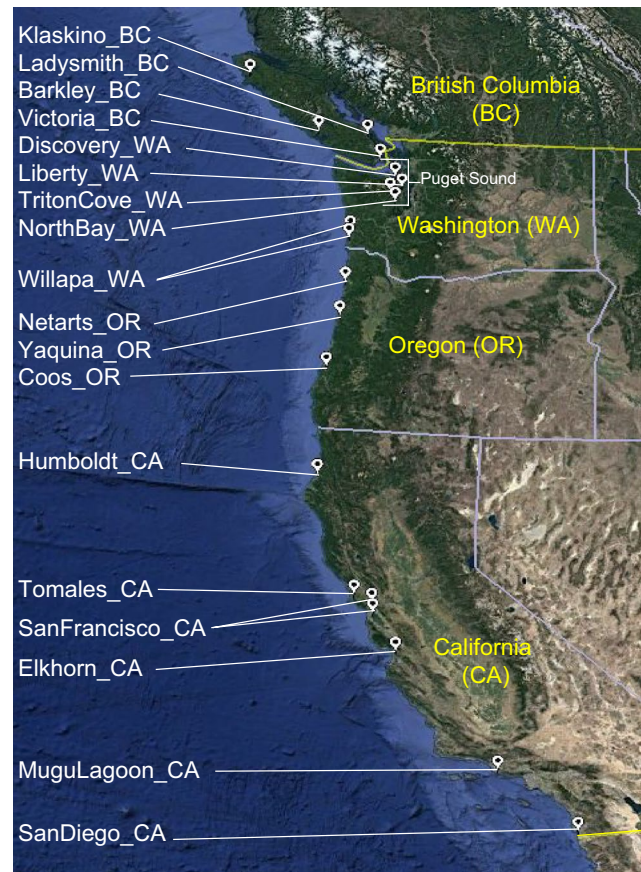 Klaskino_BC
Ladysmith_BC
Barkley_BC
Victoria_BC
Discovery_WA
Liberty_WA
TritonCove_WA
NorthBay_WA
Willapa_WA
Netarts_OR
Yaquina_OR
Coos_OR
Humboldt_CA
Tomales_CA
SanFrancisco_CA
Elkhorn_CA
MuguLagoon_CA
SanDiego_CA
British Columbia
(BC)
Puget Sound
Washington (WA)
Oregon (OR)
California
(CA)